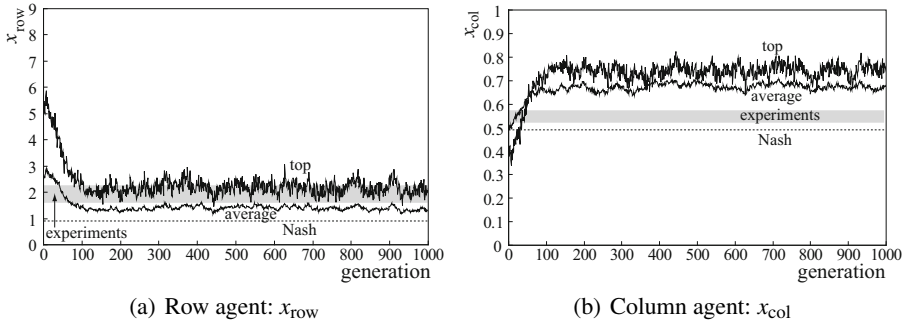 9
8
7
6
5
4
3
2
1
0
x_row
top
average
experiments
Nash
0 100 200 300 400 500 600 700 800 900 1000
generation
(a) Row agent: x_row
1
0.9
0.8
0.7
0.6
0.5
0.4
0.3
0.2
0.1
0
x_col
top
average
experiments
Nash
0 100 200 300 400 500 600 700 800 900 1000
generation
(b) Column agent: x_col